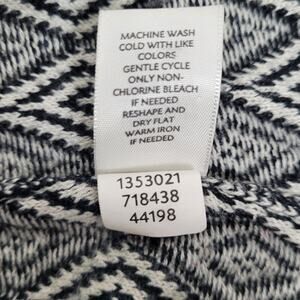 MACHINE WASH
COLD WITH LIKE
COLORS
GENTLE CYCLE
ONLY NON-
CHLORINE BLEACH
IF NEEDED
RESHAPE AND
DRY FLAT
WARM IRON
IF NEEDED
1353021
718438
44198